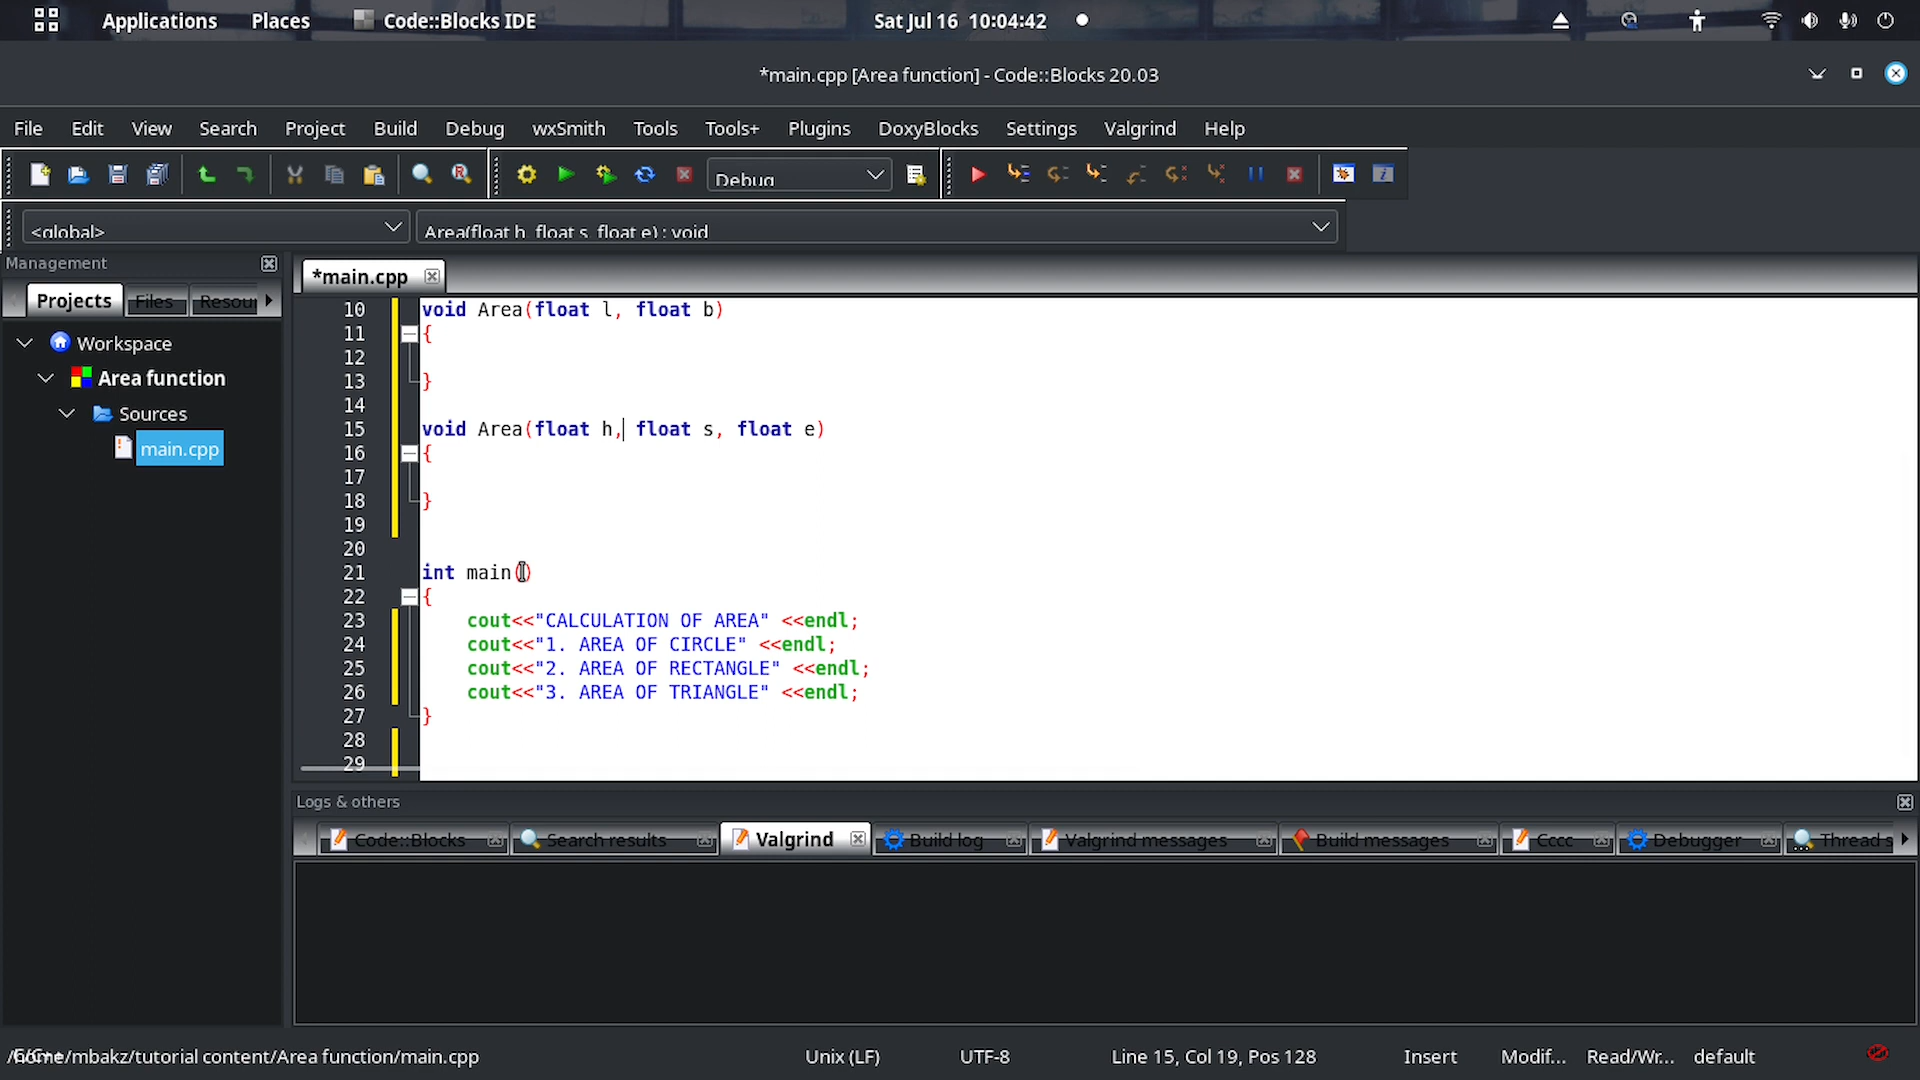 Applications Places Code::Blocks IDE Sat Jul 16 10:04:42
*main.cpp [Area function] - Code::Blocks 20.03
File Edit View Search Project Build Debug wxSmith Tools Tools+ Plugins DoxyBlocks Settings Valgrind Help
Debug
<global> Area(float h, float s, float e) : void
Management
*main.cpp
Projects Files Resou
Workspace
Area function
Sources
main.cpp
10 void Area(float l, float b)
11 {
12
13 }
14
15 void Area(float h, float s, float e)
16 {
17
18 }
19
20
21 int main()
22 {
23 cout<<"CALCULATION OF AREA" <<endl;
24 cout<<"1. AREA OF CIRCLE" <<endl;
25 cout<<"2. AREA OF RECTANGLE" <<endl;
26 cout<<"3. AREA OF TRIANGLE" <<endl;
27 }
28
29
Logs & others
Code::Blocks Search results Valgrind Build log Valgrind messages Build messages Cccc Debugger Thread s
/home/mbakz/tutorial content/Area function/main.cpp Unix (LF) UTF-8 Line 15, Col 19, Pos 128 Insert Modif... Read/Wr... default